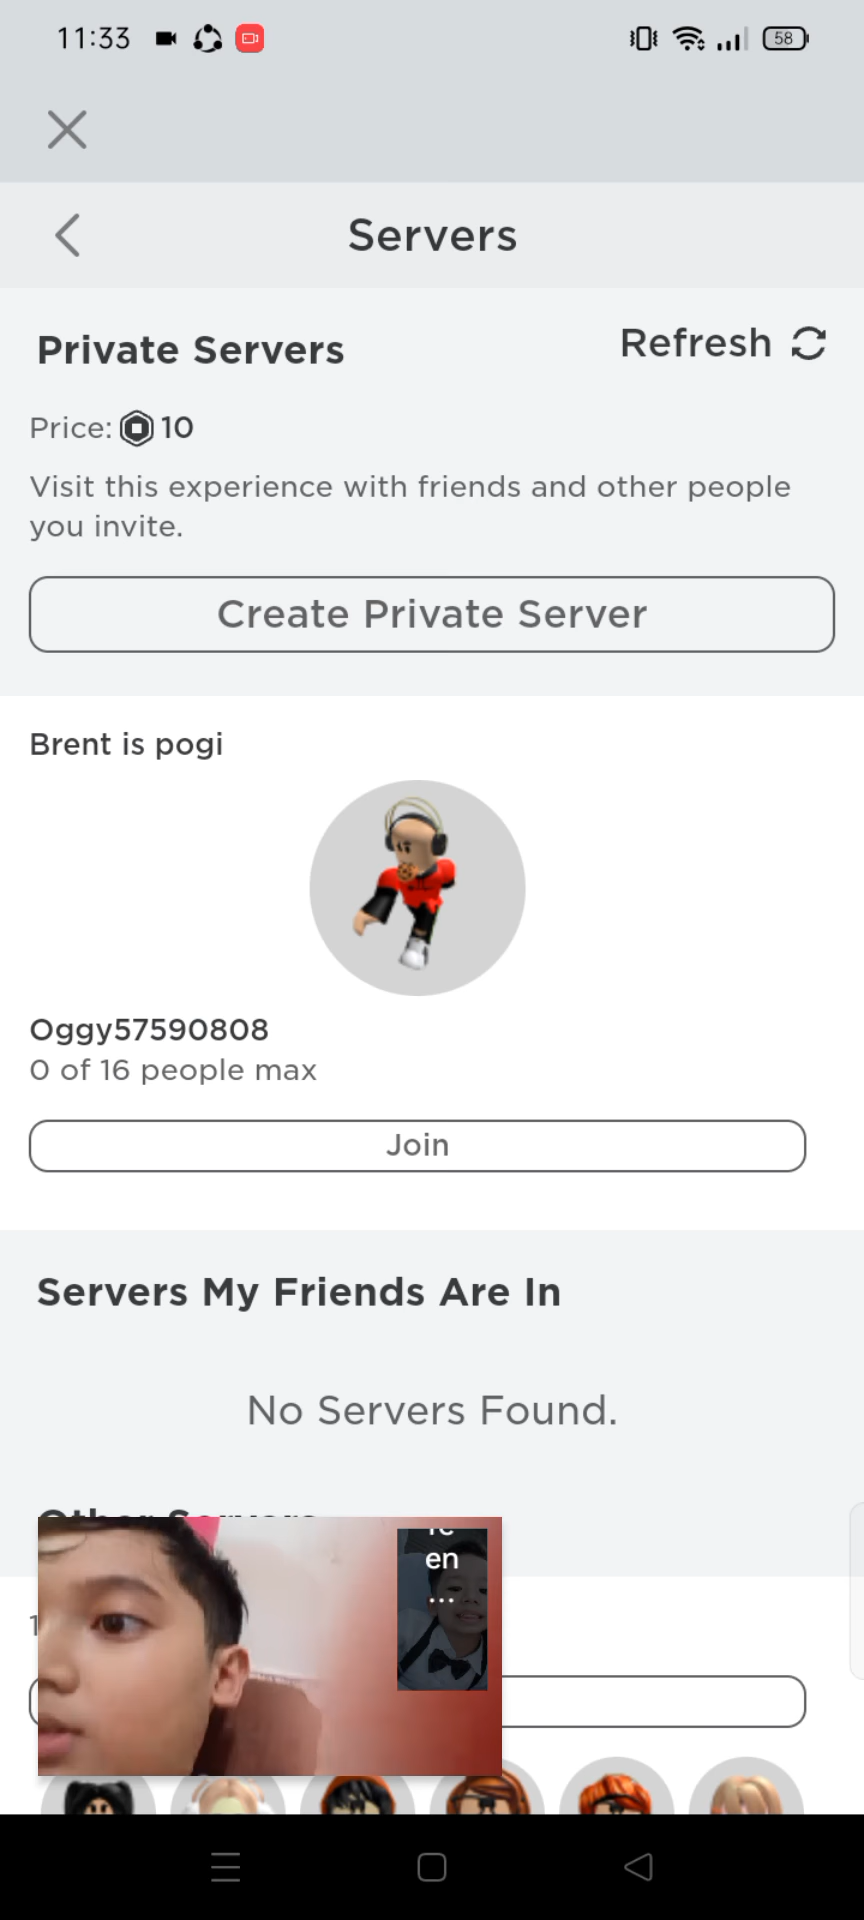 11:33
58
Servers
Private Servers
Refresh
Price: 10
Visit this experience with friends and other people
you invite.
Create Private Server
Brent is pogi
Oggy57590808
0 of 16 people max
Join
Servers My Friends Are In
No Servers Found.
Other Servers
en
...